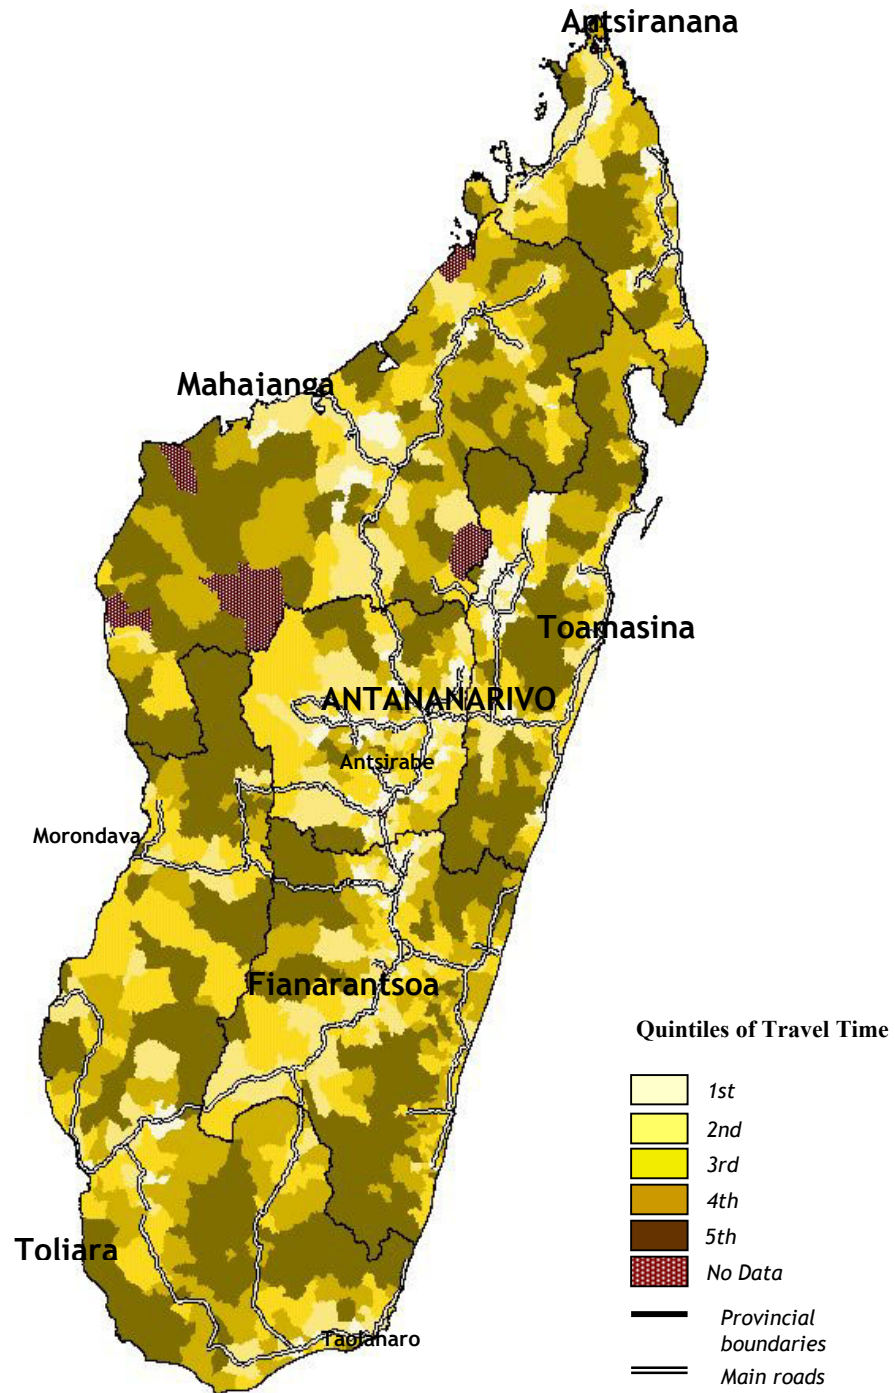 Antsiranana
Mahajanga
Toamasina
ANTANANARIVO
Antsirabe
Morondava
Fianarantsoa
Toliara
Taolanaro
Quintiles of Travel Time
1st
2nd
3rd
4th
5th
No Data
Provincial
boundaries
Main roads